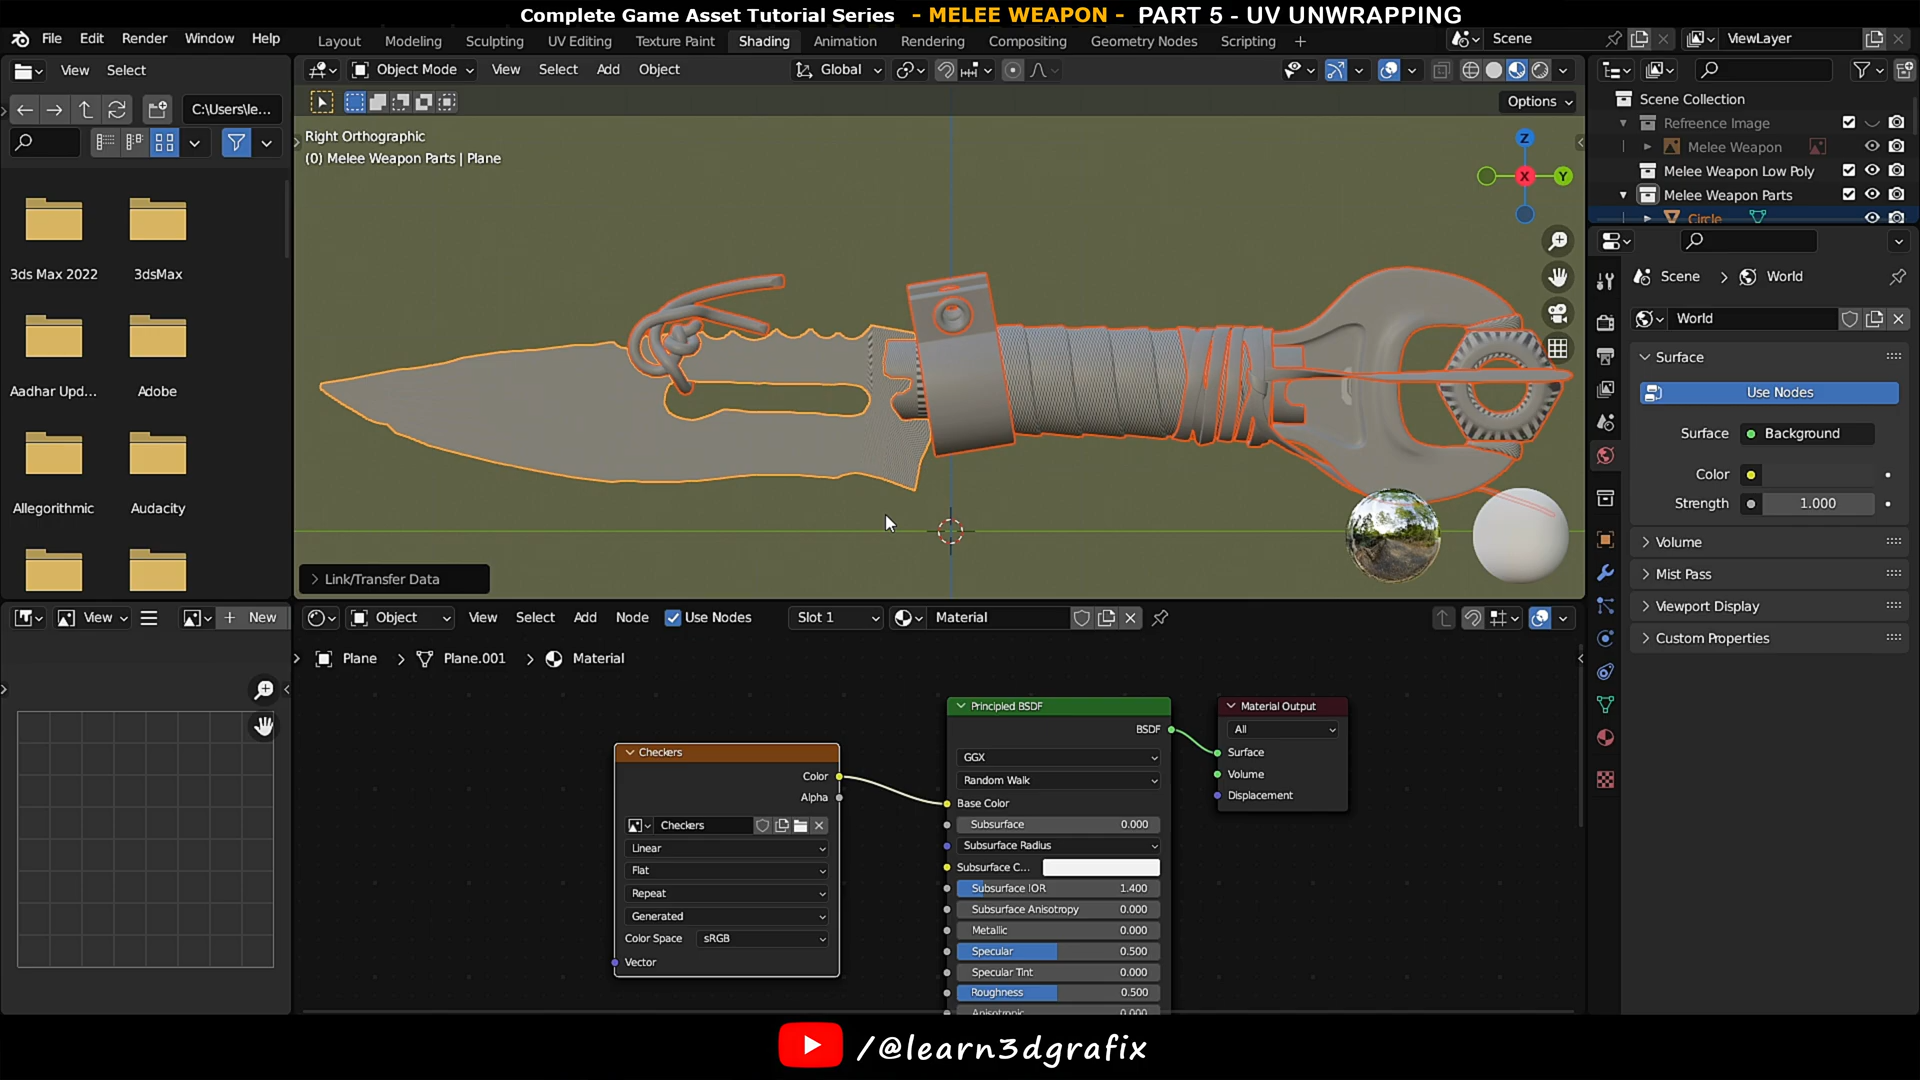 Complete Game Asset Tutorial Series - MELEE WEAPON - PART 5 - UV UNWRAPPING
File Edit Render Window Help
Layout Modeling Sculpting UV Editing Texture Paint Shading Animation Rendering Compositing Geometry Nodes Scripting +
Scene
ViewLayer
View Select
C:\Users\le...
Object Mode View Select Add Object
Global
Options
Right Orthographic
(0) Melee Weapon Parts | Plane
Z
X
Y
Scene Collection
Refreence Image
Melee Weapon
Melee Weapon Low Poly
Melee Weapon Parts
Circle
3ds Max 2022
3dsMax
Aadhar Upd...
Adobe
Allegorithmic
Audacity
Link/Transfer Data
Scene > World
World
Surface
Use Nodes
Surface Background
Color
Strength 1.000
Volume
Mist Pass
Viewport Display
Custom Properties
View
+ New
Object View Select Add Node Use Nodes Slot 1 Material
Plane > Plane.001 > Material
Checkers
Color
Alpha
Checkers
Linear
Flat
Repeat
Generated
Color Space sRGB
Vector
Principled BSDF
BSDF
GGX
Random Walk
Base Color
Subsurface 0.000
Subsurface Radius
Subsurface C...
Subsurface IOR 1.400
Subsurface Anisotropy 0.000
Metallic 0.000
Specular 0.500
Specular Tint 0.000
Roughness 0.500
Anisotropic 0.000
Material Output
All
Surface
Volume
Displacement
/@learn3dgrafix